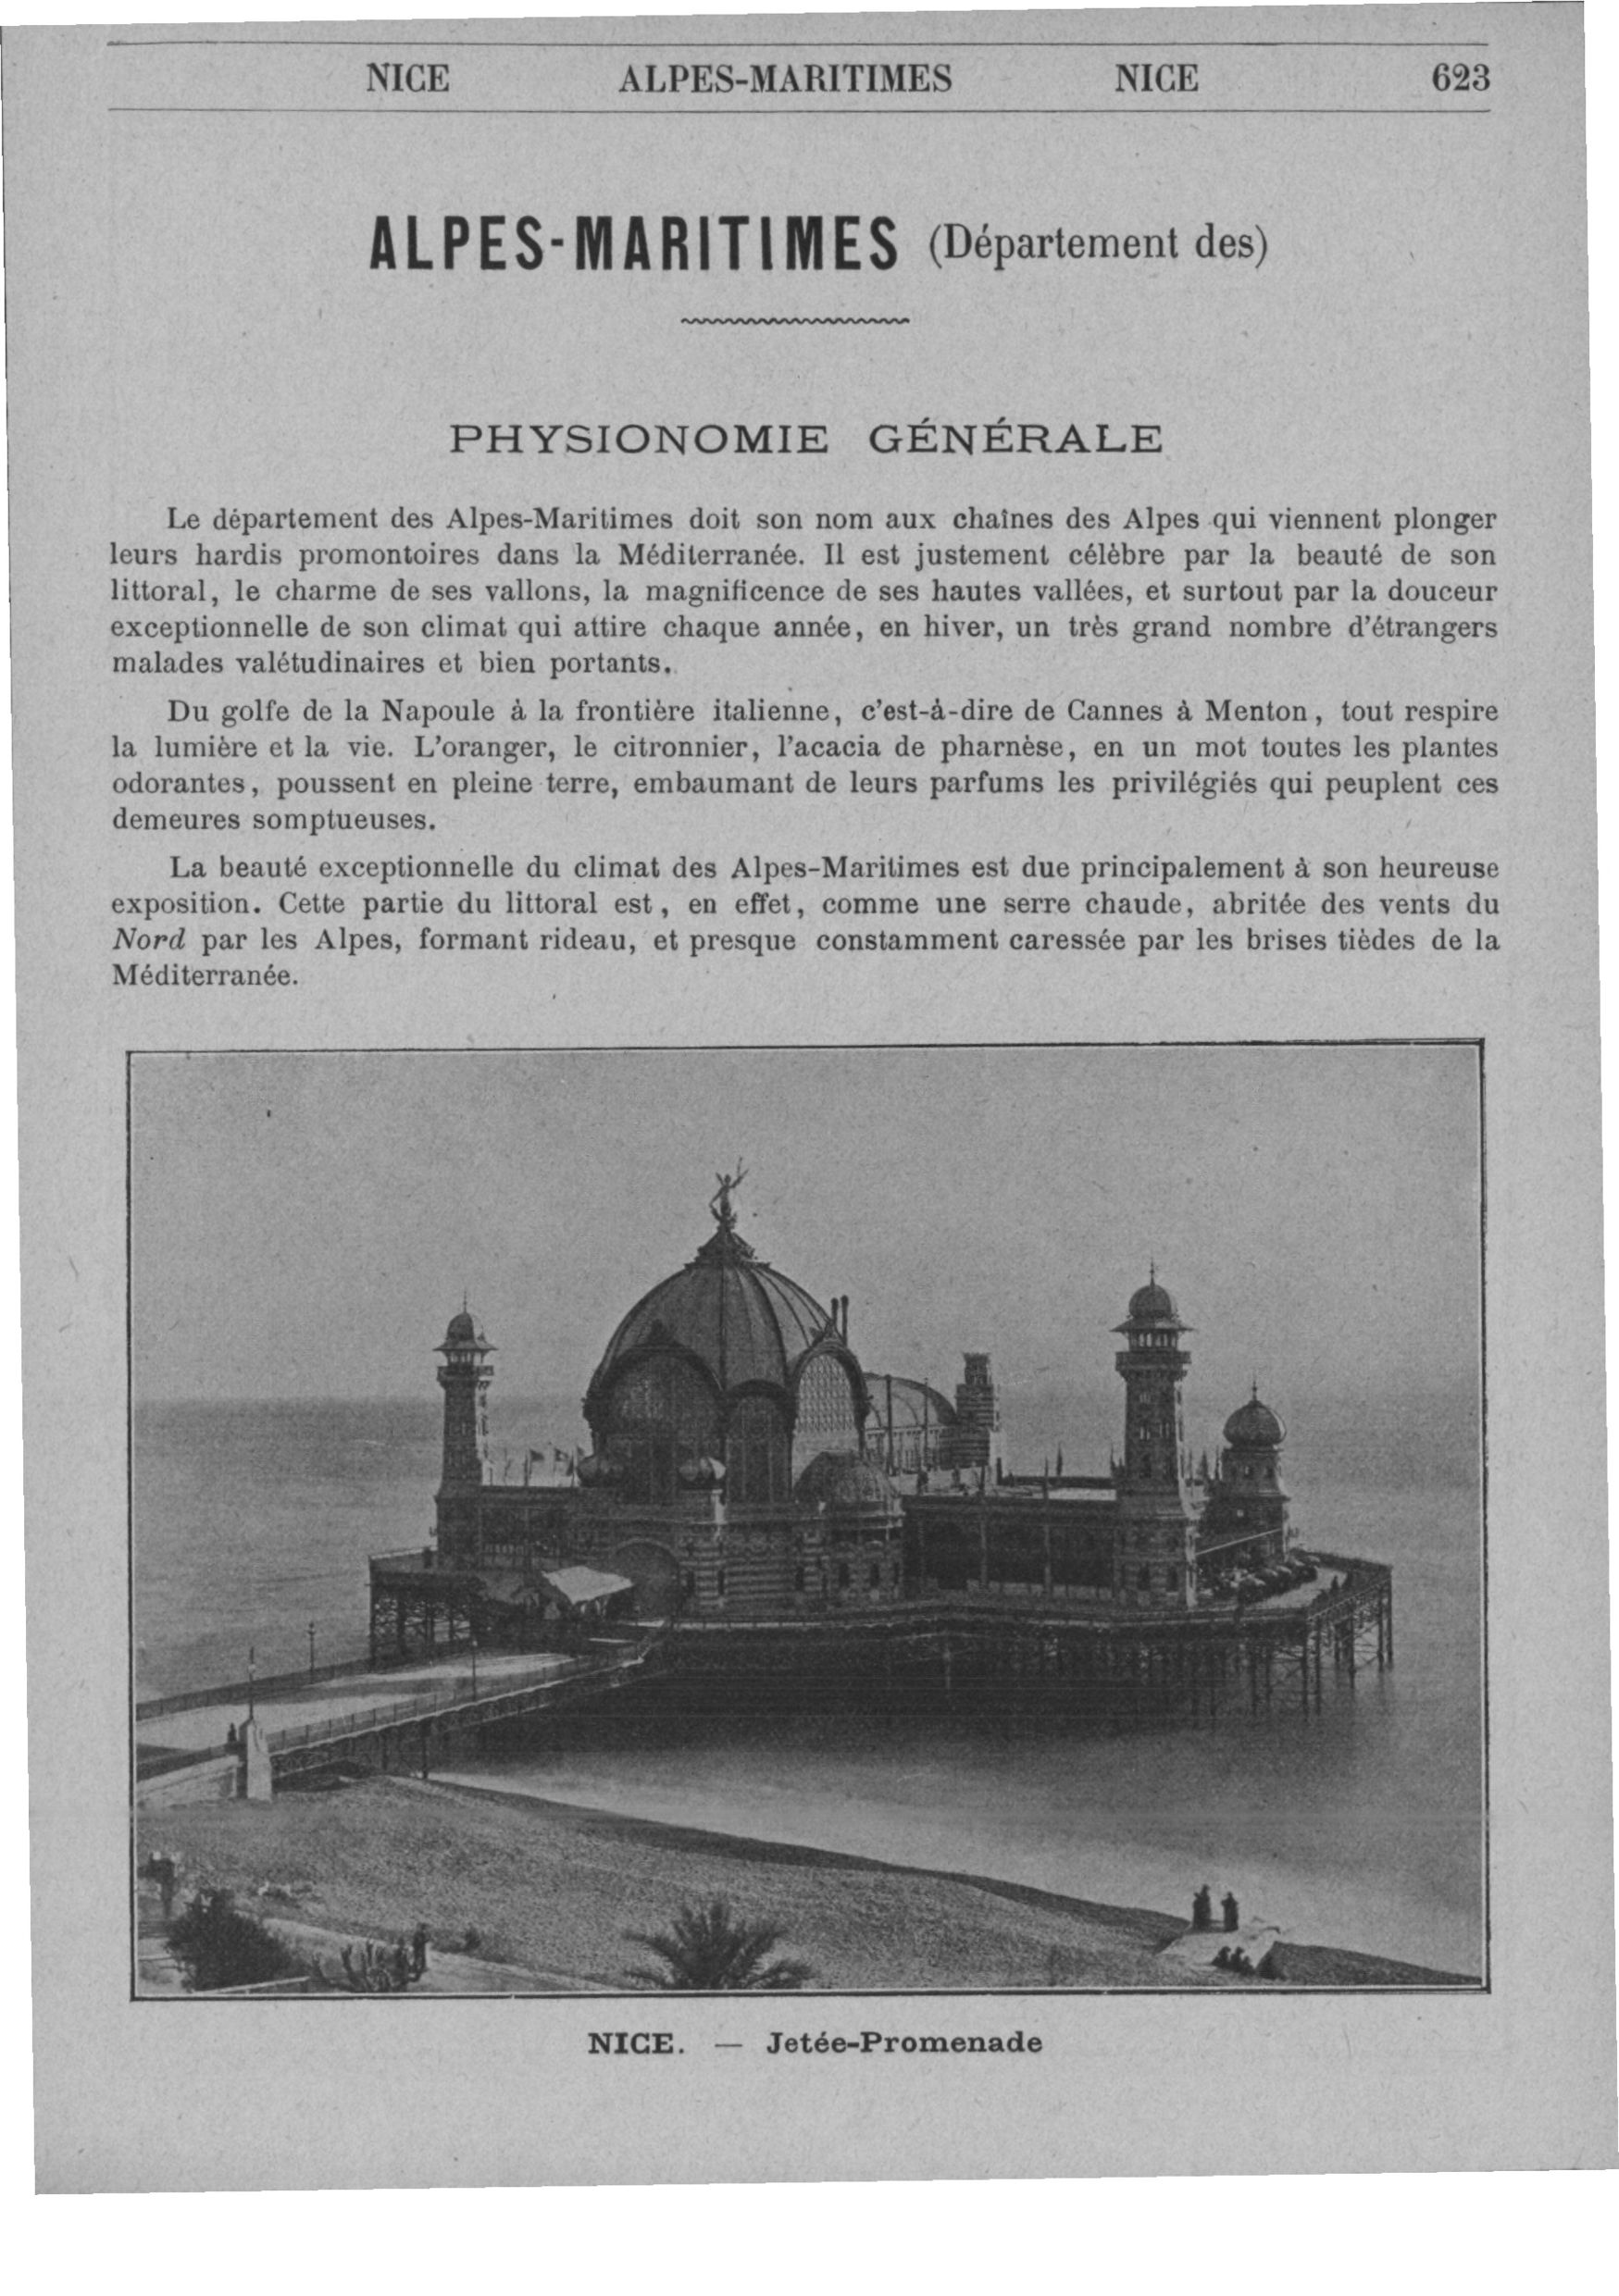 NICE ALPES-MARITIMES NICE 623
ALPES-MARITIMES (Département des)
PHYSIONOMIE GÉNÉRALE
Le département des Alpes-Maritimes doit son nom aux chaînes des Alpes qui viennent plonger
leurs hardis promontoires dans la Méditerranée. Il est justement célèbre par la beauté de son
littoral, le charme de ses vallons, la magnificence de ses hautes vallées, et surtout par la douceur
exceptionnelle de son climat qui attire chaque année, en hiver, un très grand nombre d'étrangers
malades valétudinaires et bien portants.
Du golfe de la Napoule à la frontière italienne, c'est-à-dire de Cannes à Menton, tout respire
la lumière et la vie. L'oranger, le citronnier, l'acacia de pharnèse, en un mot toutes les plantes
odorantes, poussent en pleine terre, embaumant de leurs parfums les privilégiés qui peuplent ces
demeures somptueuses.
La beauté exceptionnelle du climat des Alpes-Maritimes est due principalement à son heureuse
exposition. Cette partie du littoral est, en effet, comme une serre chaude, abritée des vents du
Nord par les Alpes, formant rideau, et presque constamment caressée par les brises tièdes de la
Méditerranée.
NICE. — Jetée-Promenade